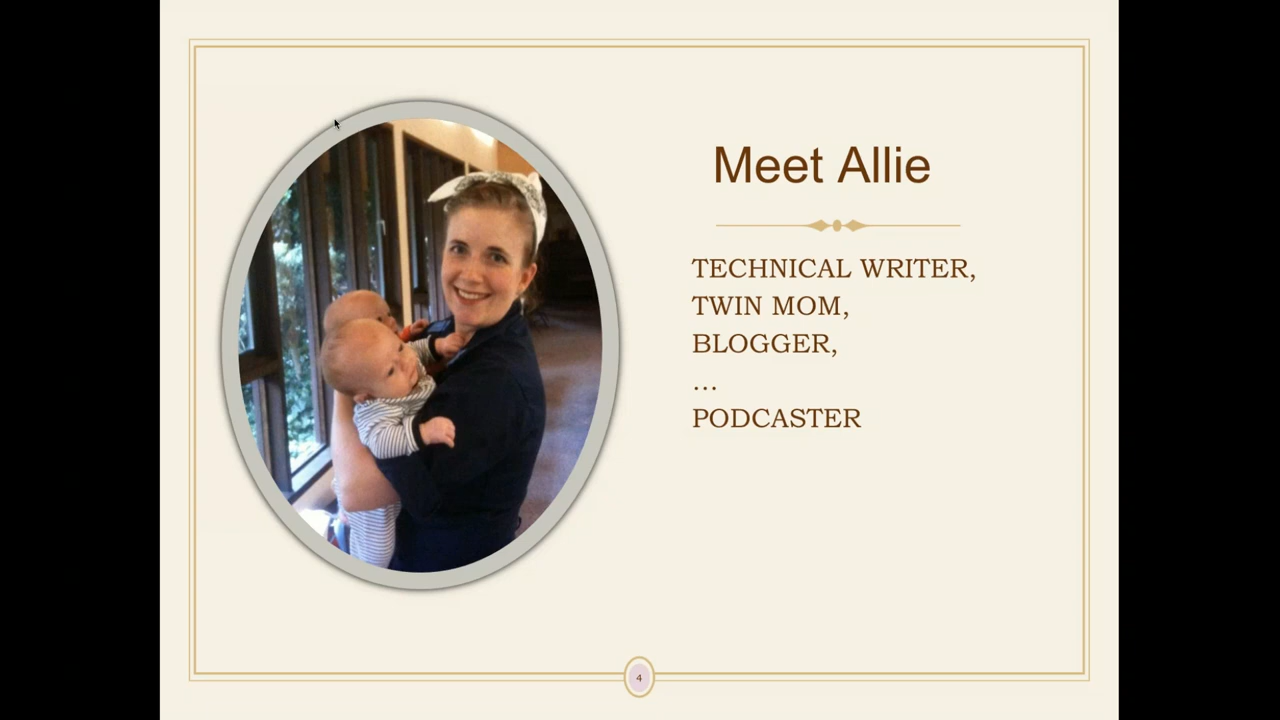 Meet Allie
TECHNICAL WRITER,
TWIN MOM,
BLOGGER,
…
PODCASTER
4